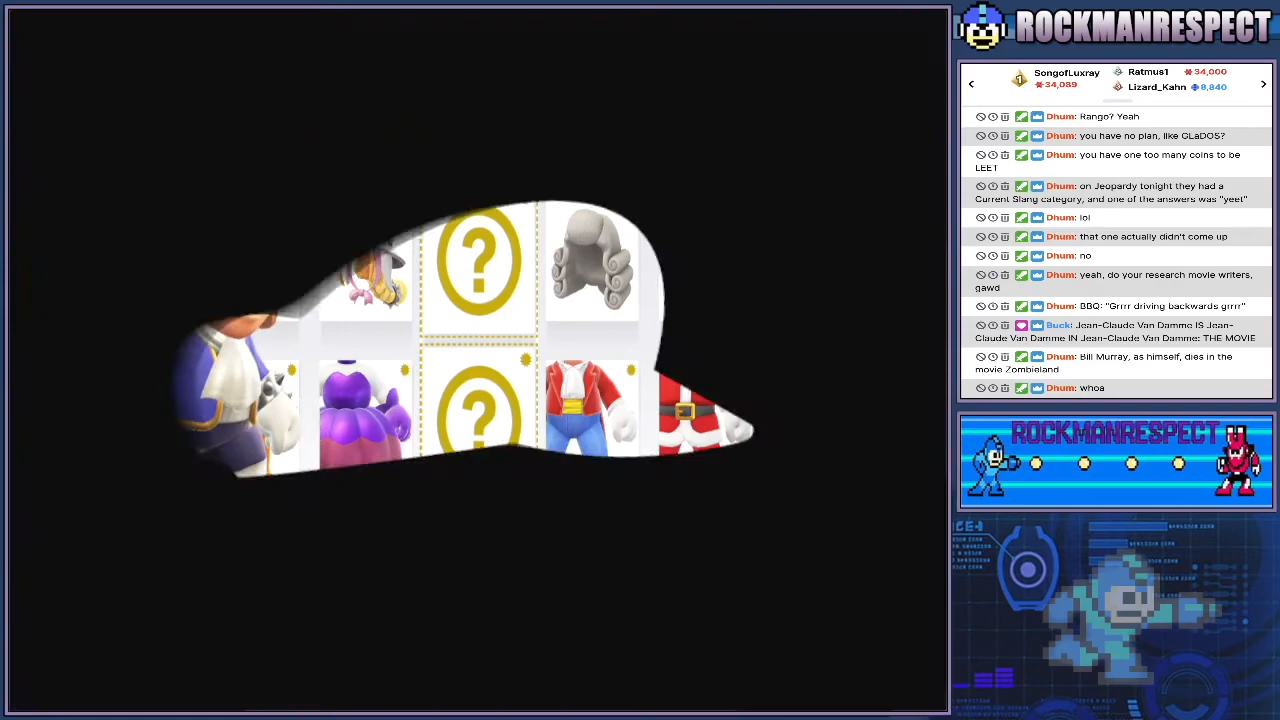 ROCKMANRESPECT
SongofLuxray
34,089
Ratmus1 34,000
Lizard_Kahn 8,840
1
Dhum: Rango? Yeah
Dhum: you have no plan, like GLaDOS?
Dhum: you have one too many coins to be
LEET
Dhum: on Jeopardy tonight they had a
Current Slang category, and one of the answers was "yeet"
Dhum: lol
Dhum: that one actually didn't come up
Dhum: no
Dhum: yeah, do your research movie writers,
gawd
Dhum: BBQ: "Grrr driving backwards grrr"
Buck: Jean-Claude Van Damme IS Jean-
Claude Van Damme IN Jean-Claude Van Dammes THE MOVIE
Dhum: Bill Murray, as himself, dies in the
movie Zombieland
Dhum: whoa
ROCKMANRESPECT
?
?